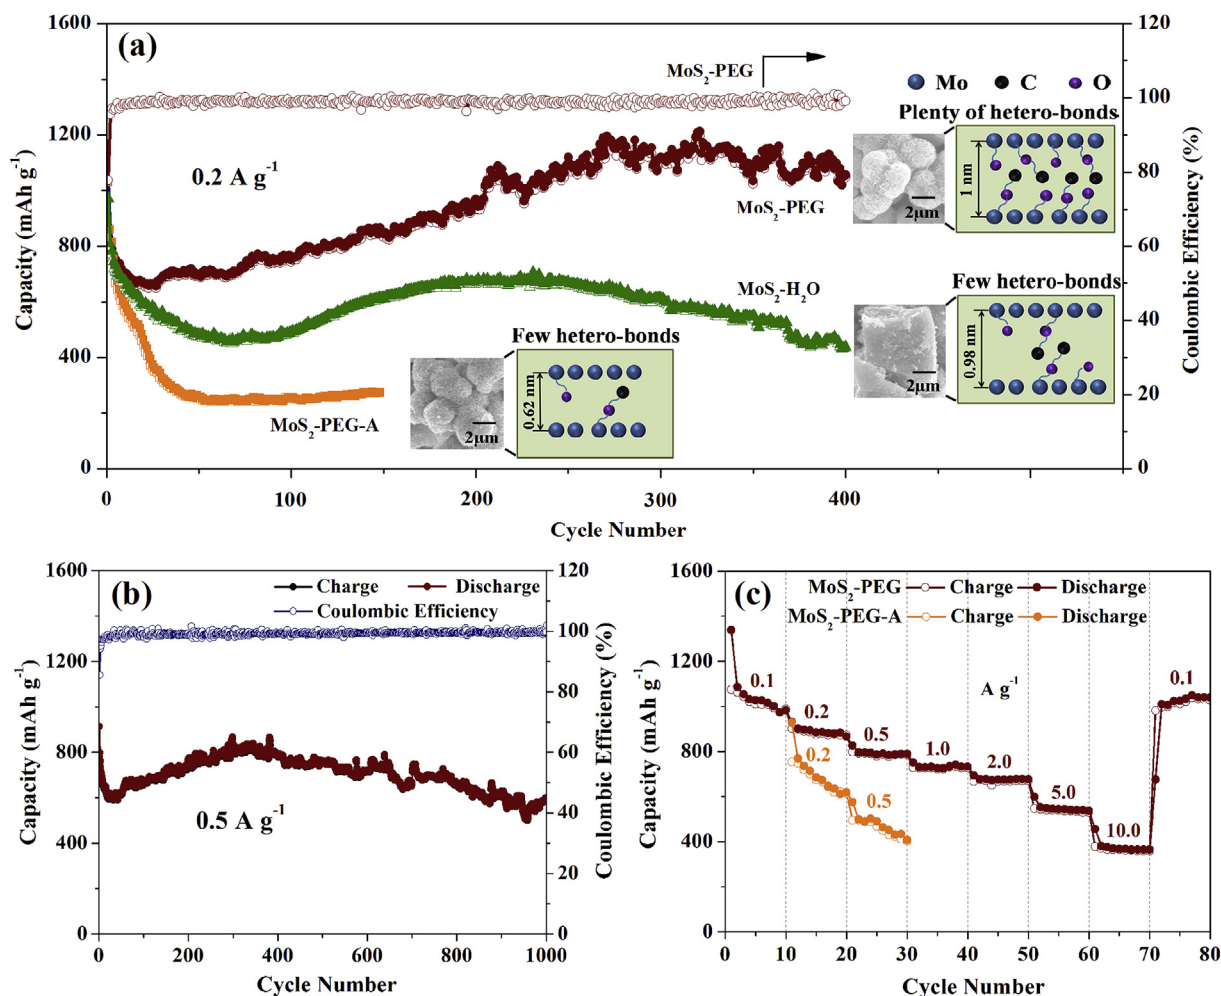 (a)
1600
1200
800
400
0
Capacity (mAh g⁻¹)
120
100
80
60
40
20
0
Coulombic Efficiency (%)
0
100
200
300
400
Cycle Number
0.2 A g⁻¹
MoS₂-PEG
MoS₂-PEG
MoS₂-H₂O
MoS₂-PEG-A
Mo C O
Plenty of hetero-bonds
2μm
1 nm
Few hetero-bonds
2μm
0.98 nm
Few hetero-bonds
2μm
0.62 nm
(b)
Charge Discharge
Coulombic Efficiency
1600
1200
800
400
0
Capacity (mAh g⁻¹)
120
100
80
60
40
20
0
Coulombic Efficiency (%)
0.5 A g⁻¹
0
200
400
600
800
1000
Cycle Number
(c)
MoS₂-PEG Charge Discharge
MoS₂-PEG-A Charge Discharge
1600
1200
800
400
0
Capacity (mAh g⁻¹)
A g⁻¹
0.1
0.2
0.5
1.0
2.0
5.0
10.0
0.1
0.2
0.5
0
10
20
30
40
50
60
70
80
Cycle Number